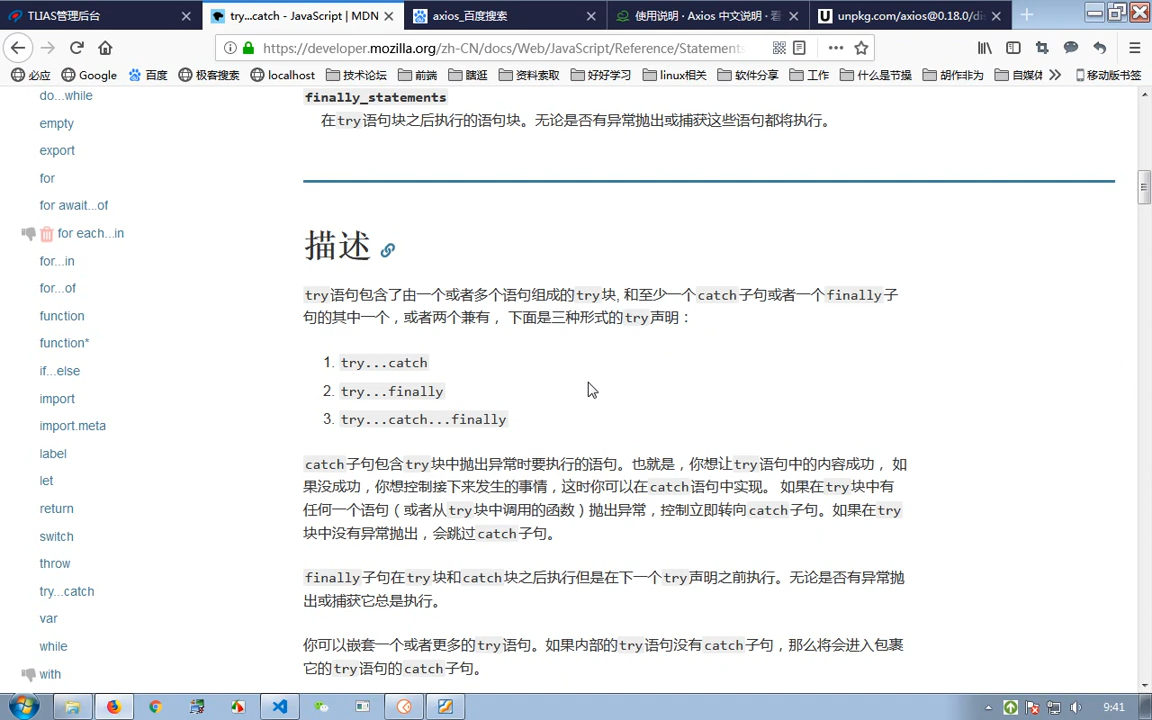 TLIAS管理后台
try...catch - JavaScript | MDN
axios_百度搜索
使用说明 · Axios 中文说明 · 看
unpkg.com/axios@0.18.0/dis
https://developer.mozilla.org/zh-CN/docs/Web/JavaScript/Reference/Statements
必应
Google
百度
极客搜索
localhost
技术论坛
前端
瞎逛
资料索取
好好学习
linux相关
软件分享
工作
什么是节操
胡作非为
自媒体
移动版书签
do...while
empty
export
for
for await...of
for each...in
for...in
for...of
function
function*
if...else
import
import.meta
label
let
return
switch
throw
try...catch
var
while
with
finally_statements
在try语句块之后执行的语句块。无论是否有异常抛出或捕获这些语句都将执行。
描述
try语句包含了由一个或者多个语句组成的try块, 和至少一个catch子句或者一个finally子
句的其中一个，或者两个兼有， 下面是三种形式的try声明：
1. try...catch
2. try...finally
3. try...catch...finally
catch子句包含try块中抛出异常时要执行的语句。也就是，你想让try语句中的内容成功， 如
果没成功，你想控制接下来发生的事情，这时你可以在catch语句中实现。 如果在try块中有
任何一个语句（或者从try块中调用的函数）抛出异常，控制立即转向catch子句。如果在try
块中没有异常抛出，会跳过catch子句。
finally子句在try块和catch块之后执行但是在下一个try声明之前执行。无论是否有异常抛
出或捕获它总是执行。
你可以嵌套一个或者更多的try语句。如果内部的try语句没有catch子句，那么将会进入包裹
它的try语句的catch子句。
9:41